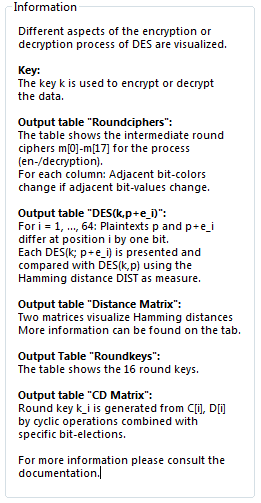 Information
Different aspects of the encryption or
decryption process of DES are visualized.
Key:
The key k is used to encrypt or decrypt
the data.
Output table "Roundciphers":
The table shows the intermediate round
ciphers m[0]-m[17] for the process
(en-/decryption).
For each column: Adjacent bit-colors
change if adjacent bit-values change.
Output table "DES(k,p+e_i)":
For i = 1, ..., 64: Plaintexts p and p+e_i
differ at position i by one bit.
Each DES(k; p+e_i) is presented and
compared with DES(k,p) using the
Hamming distance DIST as measure.
Output table "Distance Matrix":
Two matrices visualize Hamming distances
More information can be found on the tab.
Output Table "Roundkeys":
The table shows the 16 round keys.
Output table "CD Matrix":
Round key k_i is generated from C[i], D[i]
by cyclic operations combined with
specific bit-elections.
For more information please consult the
documentation.